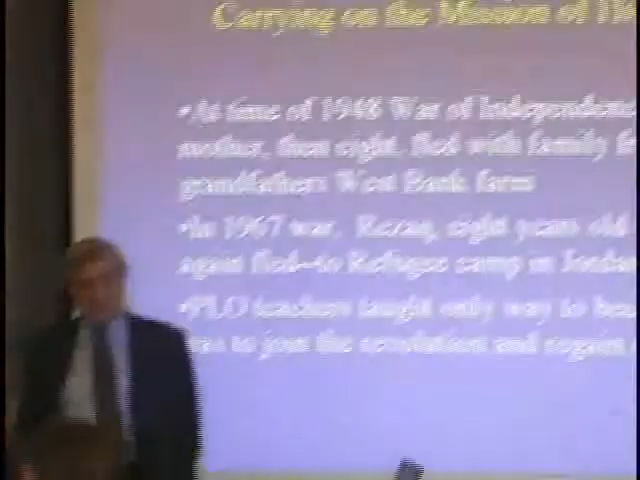 Carrying on the Mission of
•At time of 1948 War of Independence
mother, then eight, fled with family
grandfathers West Bank farm
•In 1967 war, Rezaq, eight years old
again fled–to Refugee camp in Jordan
•PLO teachers taught only way to
was to join the revolution and regain